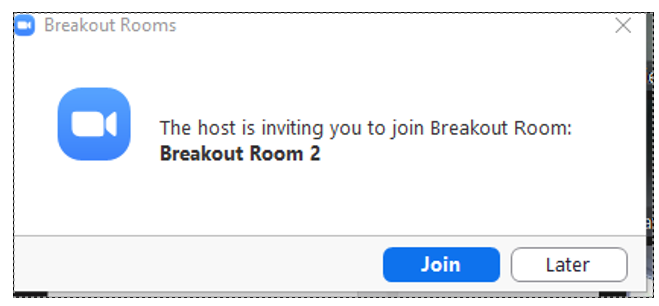 Breakout Rooms
The host is inviting you to join Breakout Room:
Breakout Room 2
Join
Later